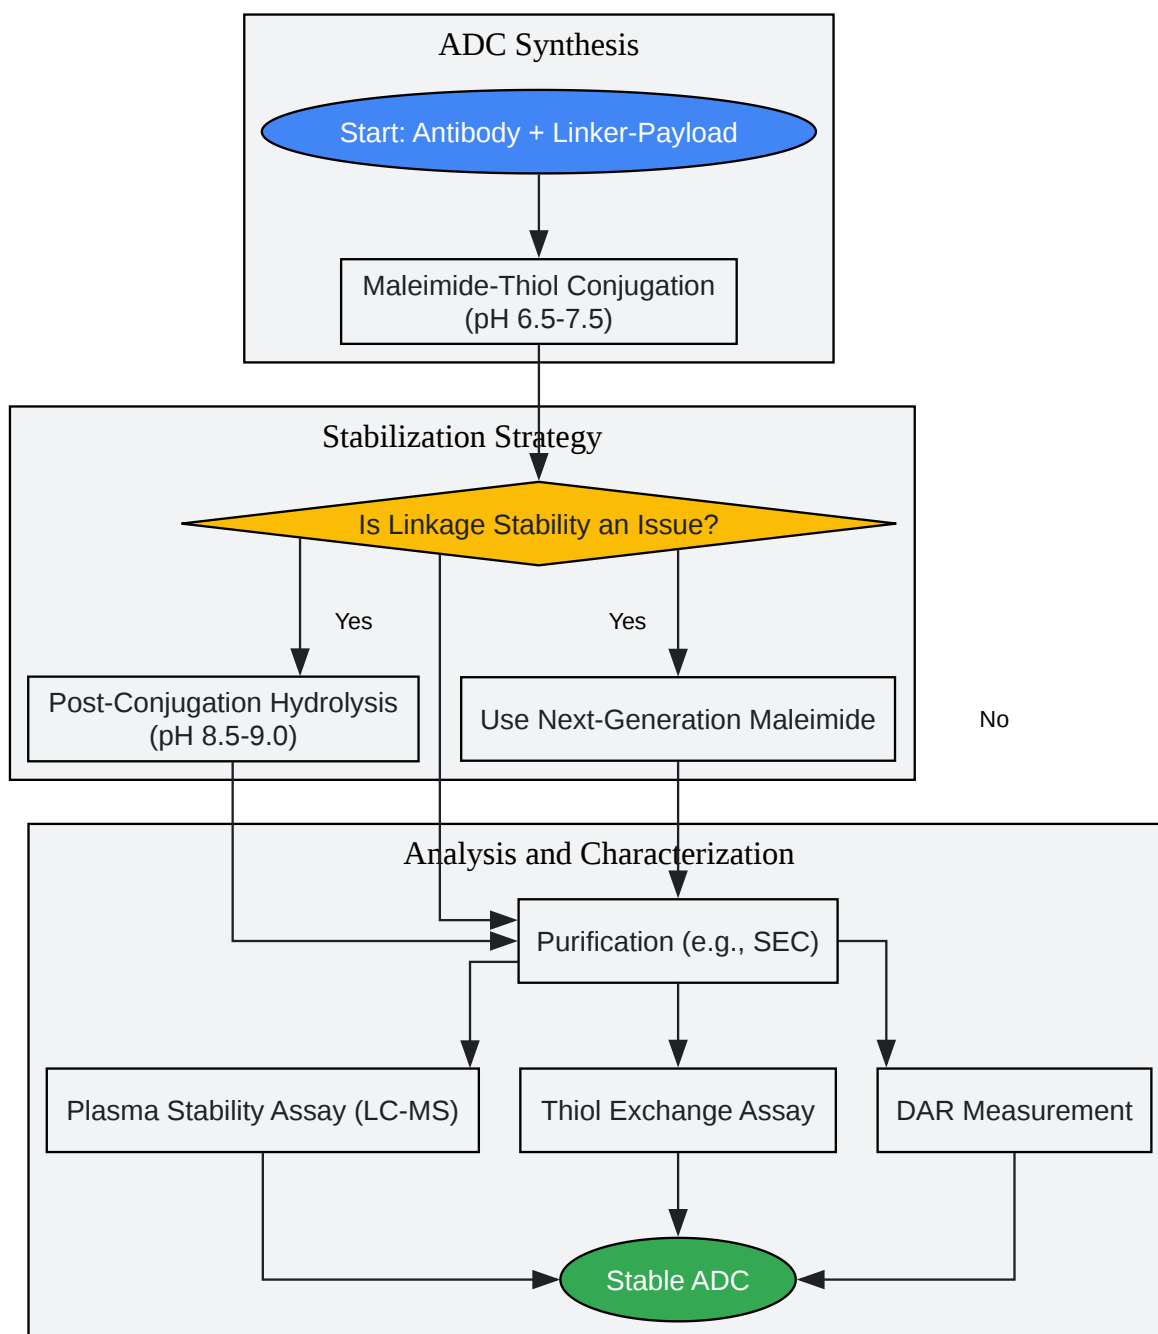 ADC Synthesis
Start: Antibody + Linker-Payload
Maleimide-Thiol Conjugation
(pH 6.5-7.5)
Stabilization Strategy
Is Linkage Stability an Issue?
Yes
Yes
Post-Conjugation Hydrolysis
(pH 8.5-9.0)
Use Next-Generation Maleimide
No
Analysis and Characterization
Purification (e.g., SEC)
Plasma Stability Assay (LC-MS)
Thiol Exchange Assay
DAR Measurement
Stable ADC